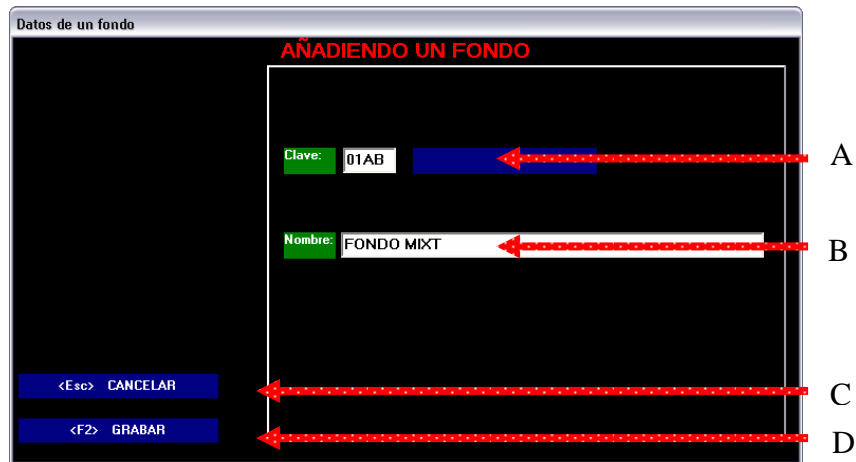 Datos de un fondo
AÑADIENDO UN FONDO
Clave: 01AB A
Nombre: FONDO MIXT B
<Esc> CANCELAR C
<F2> GRABAR D